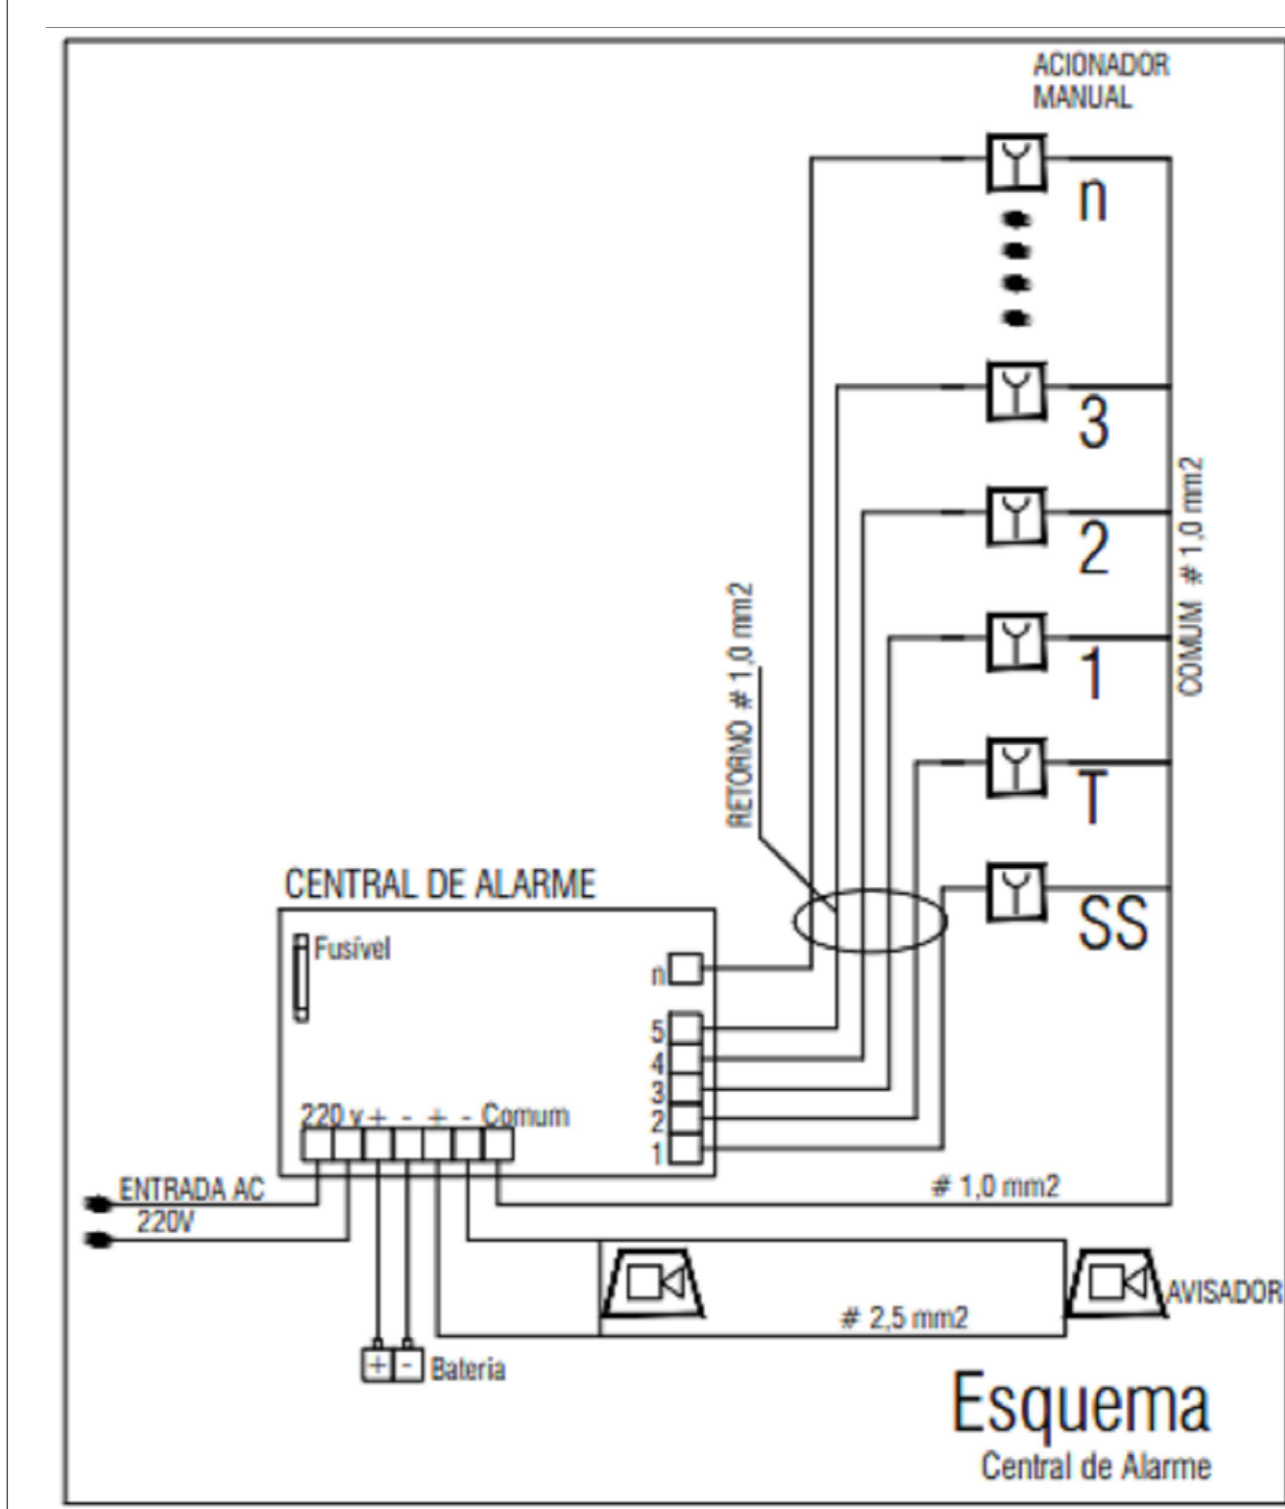 ACIONADOR
MANUAL
n
3
2
1
T
SS
COMUM # 1,0 mm2
RETORNO # 1,0 mm2
CENTRAL DE ALARME
Fusível
n
5
4
3
2
1
220 v + - + - Comum
ENTRADA AC
220V
# 1,0 mm2
AVISADOR
# 2,5 mm2
+ - Bateria
Esquema
Central de Alarme